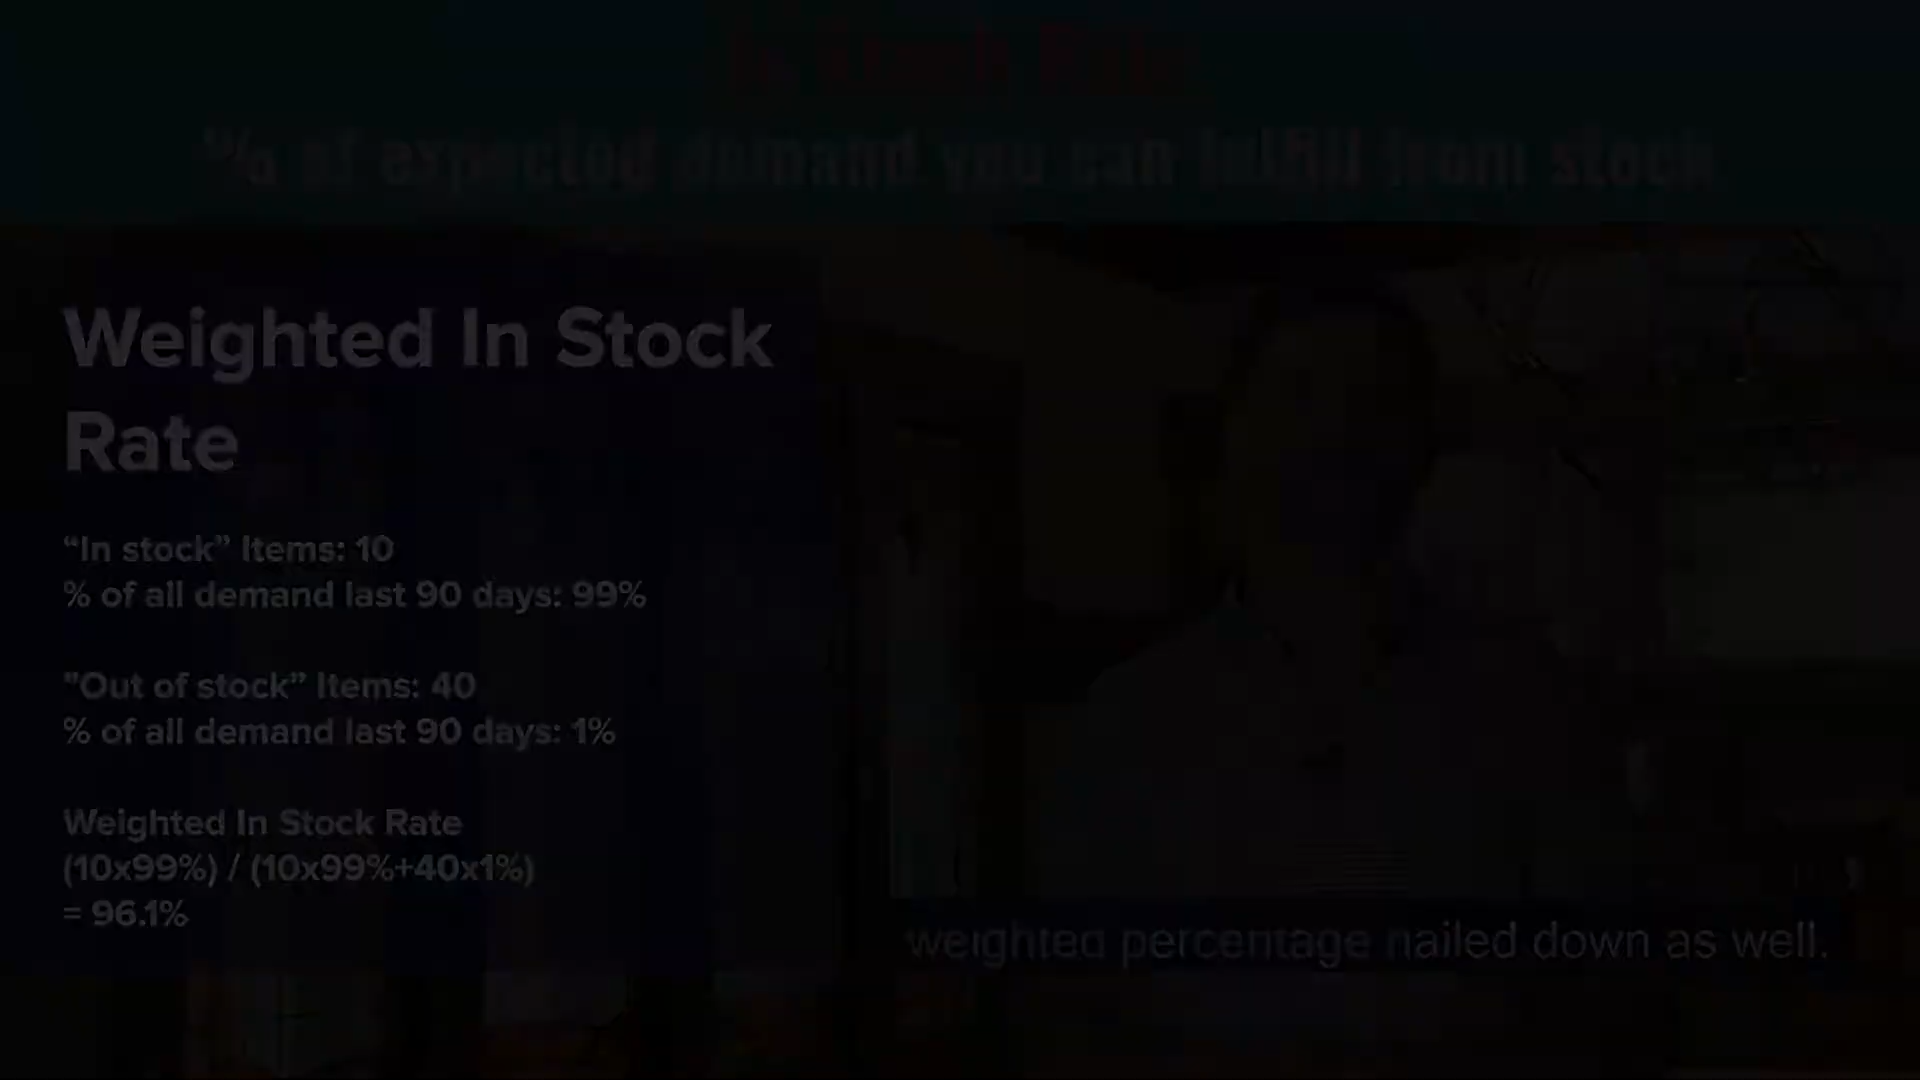 In Stock Rate
% of expected demand you can fulfill from stock
Weighted In Stock
Rate
“In stock” Items: 10
% of all demand last 90 days: 99%
"Out of stock” Items: 40
% of all demand last 90 days: 1%
Weighted In Stock Rate
(10x99%) / (10x99%+40x1%)
= 96.1%
weighted percentage nailed down as well.